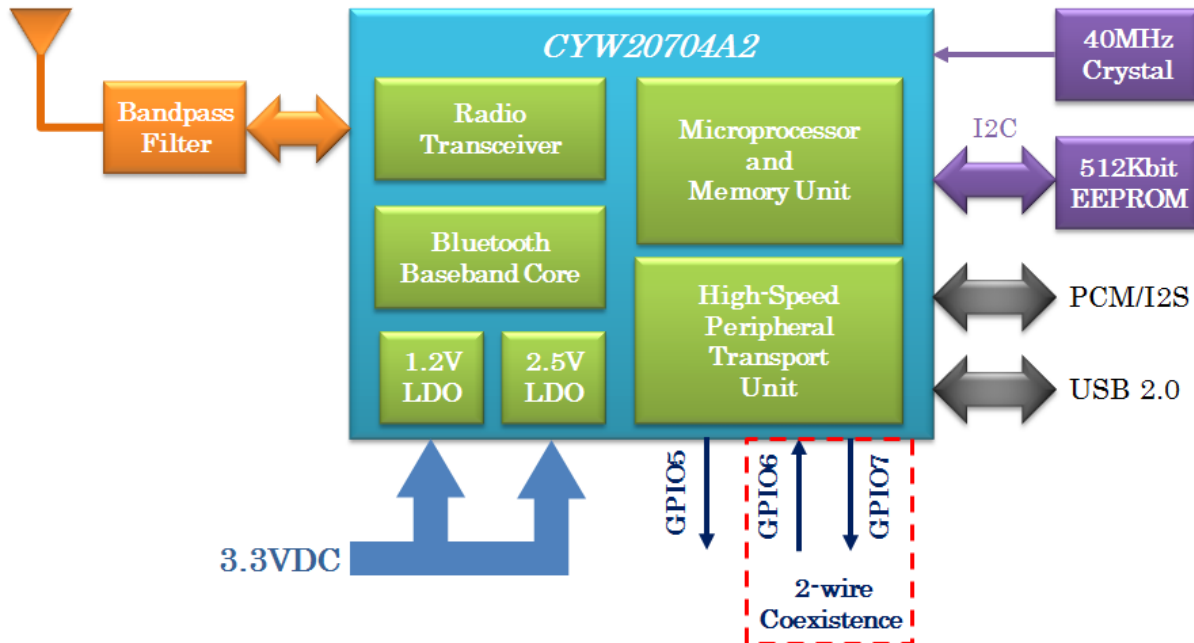 CYW20704A2
40MHz
Crystal
Bandpass
Filter
Radio
Transceiver
Microprocessor
and
Memory Unit
I2C
512Kbit
EEPROM
Bluetooth
Baseband Core
High-Speed
Peripheral
Transport
Unit
PCM/I2S
1.2V
LDO
2.5V
LDO
USB 2.0
GPIO5
GPIO6
GPIO7
3.3VDC
2-wire
Coexistence